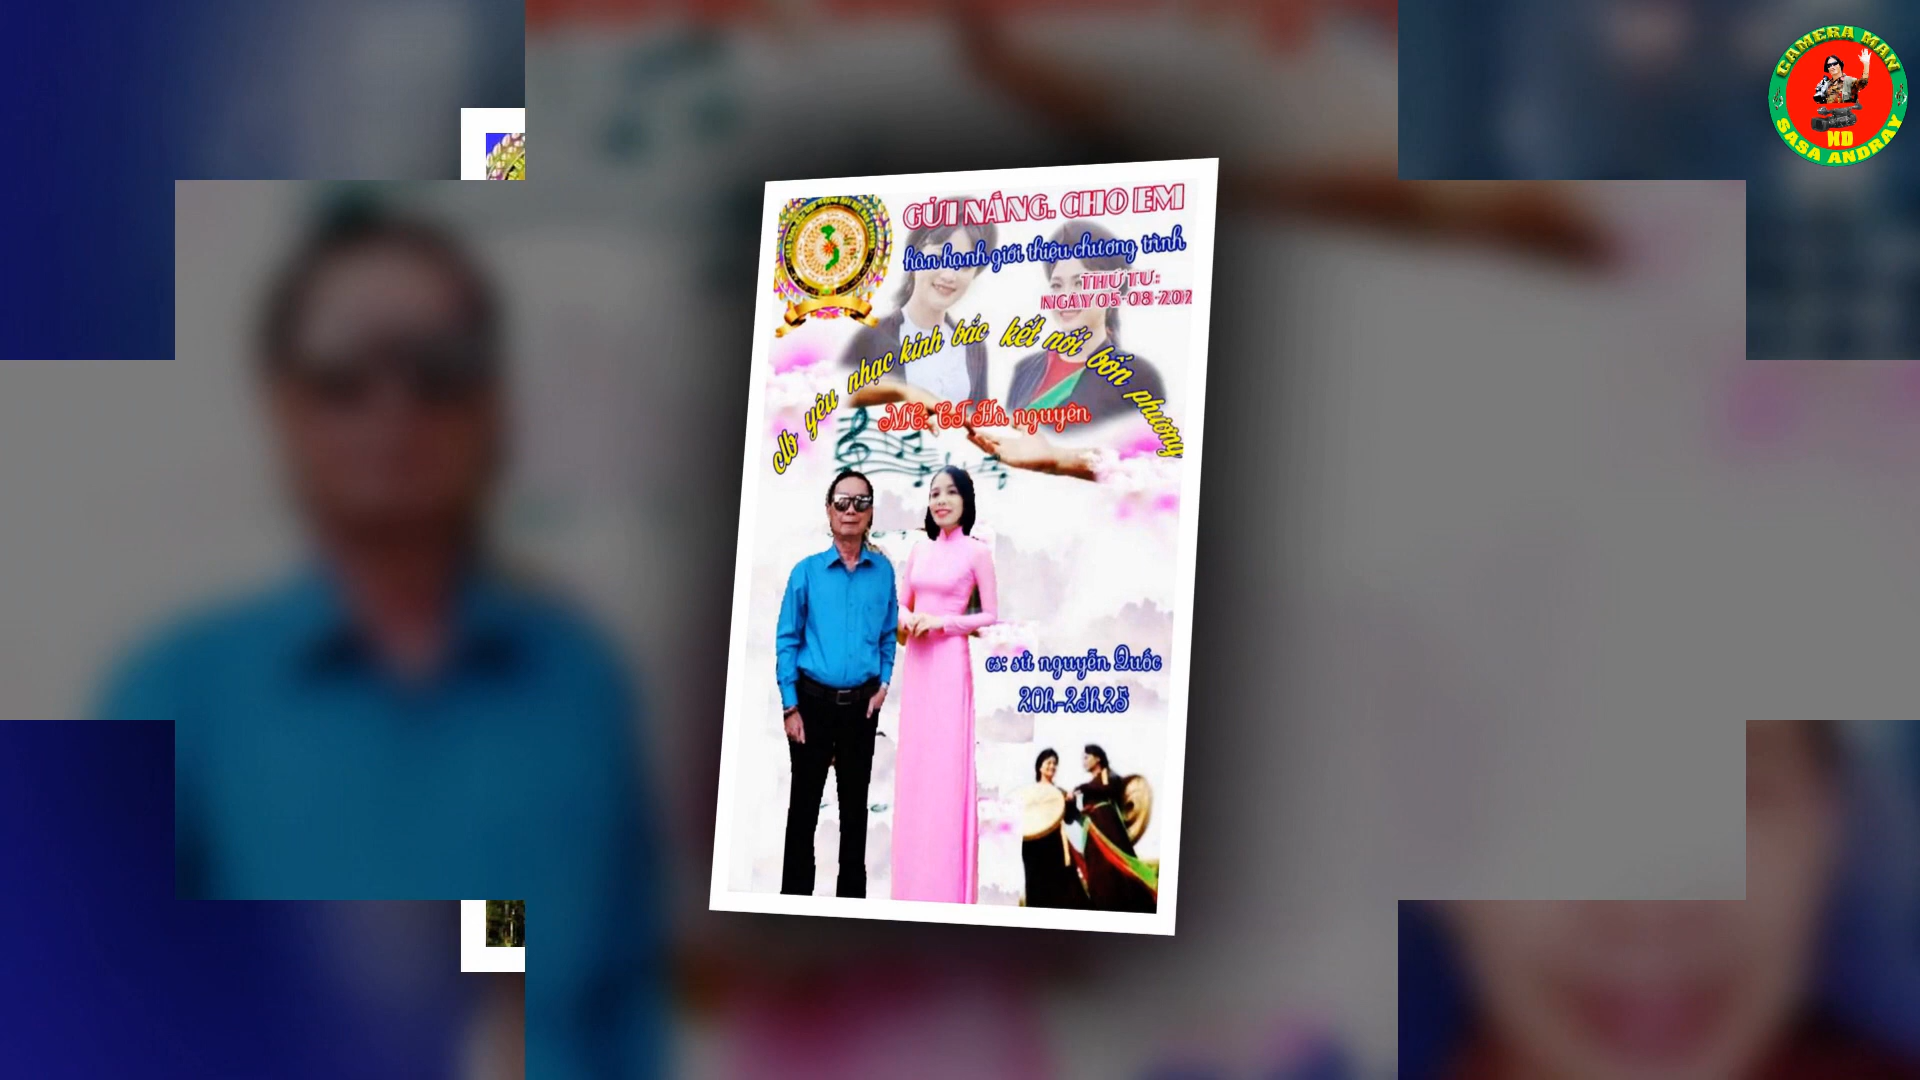 CAMERA MAN
HD
SASA ANDRAY
GỬI NẮNG. CHO EM
hân hạnh giới thiệu chương trình
THỨ TƯ:
NGÀY 05-08-202
clb yêu nhạc kinh bắc kết nối bốn phương
MC: CT Hà nguyên
cs: sử nguyễn Quốc
20h-21h25